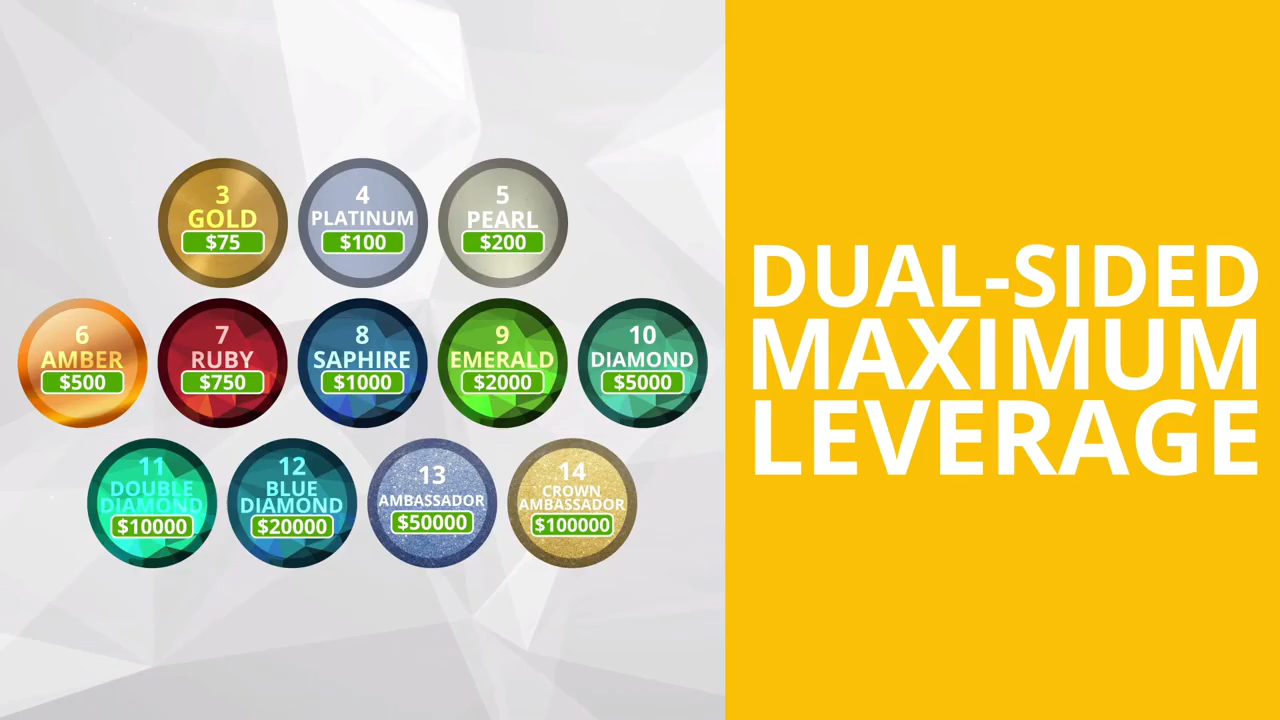 3
GOLD
$75
4
PLATINUM
$100
5
PEARL
$200
6
AMBER
$500
7
RUBY
$750
8
SAPHIRE
$1000
9
EMERALD
$2000
10
DIAMOND
$5000
11
DOUBLE
DIAMOND
$10000
12
BLUE
DIAMOND
$20000
13
AMBASSADOR
$50000
14
CROWN
AMBASSADOR
$100000
DUAL-SIDED
MAXIMUM
LEVERAGE